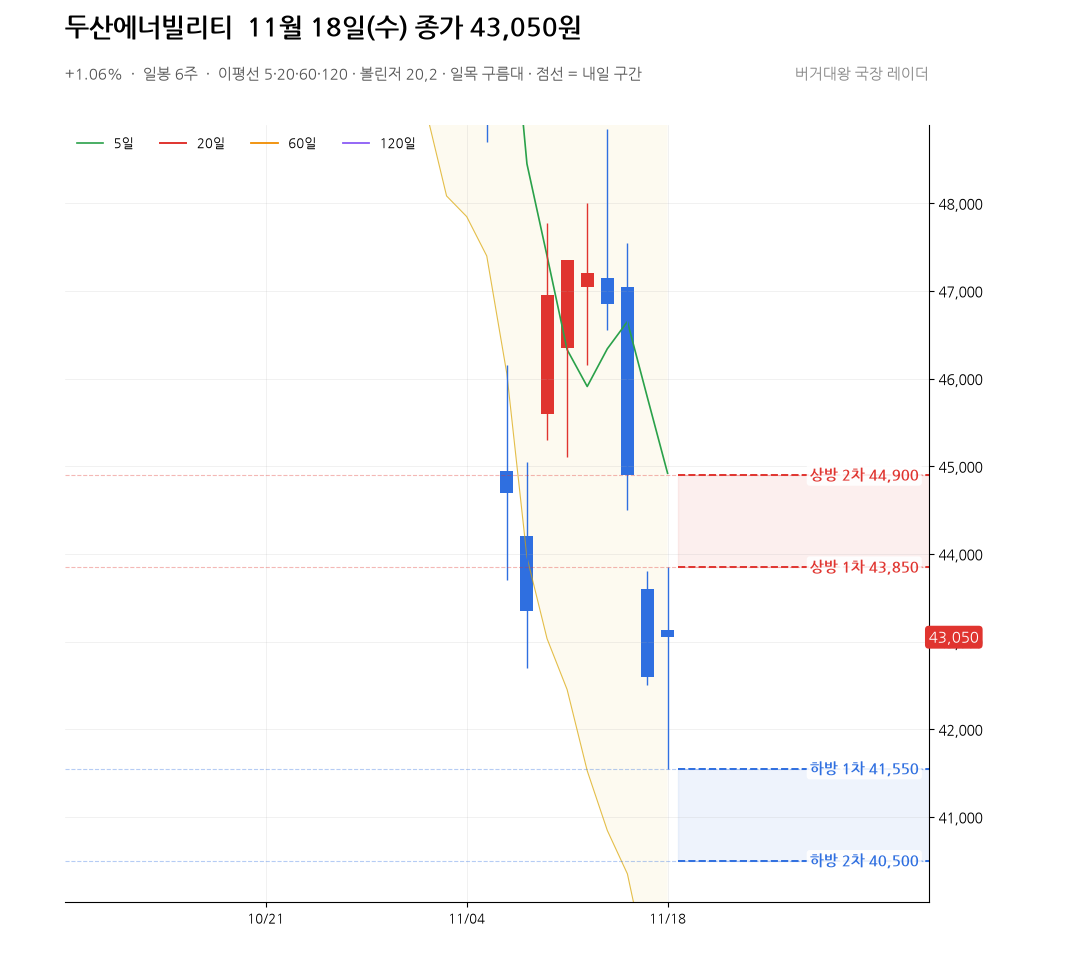 두산에너빌리티 11월 18일(수) 종가 43,050원
+1.06% · 일봉 6주 · 이평선 5·20·60·120 · 볼린저 20,2 · 일목 구름대 · 점선 = 내일 구간
버거대왕 국장 레이더
5일 20일 60일 120일
48,000
47,000
46,000
45,000
상방 2차 44,900
44,000
상방 1차 43,850
43,050
42,000
하방 1차 41,550
41,000
하방 2차 40,500
10/21 11/04 11/18